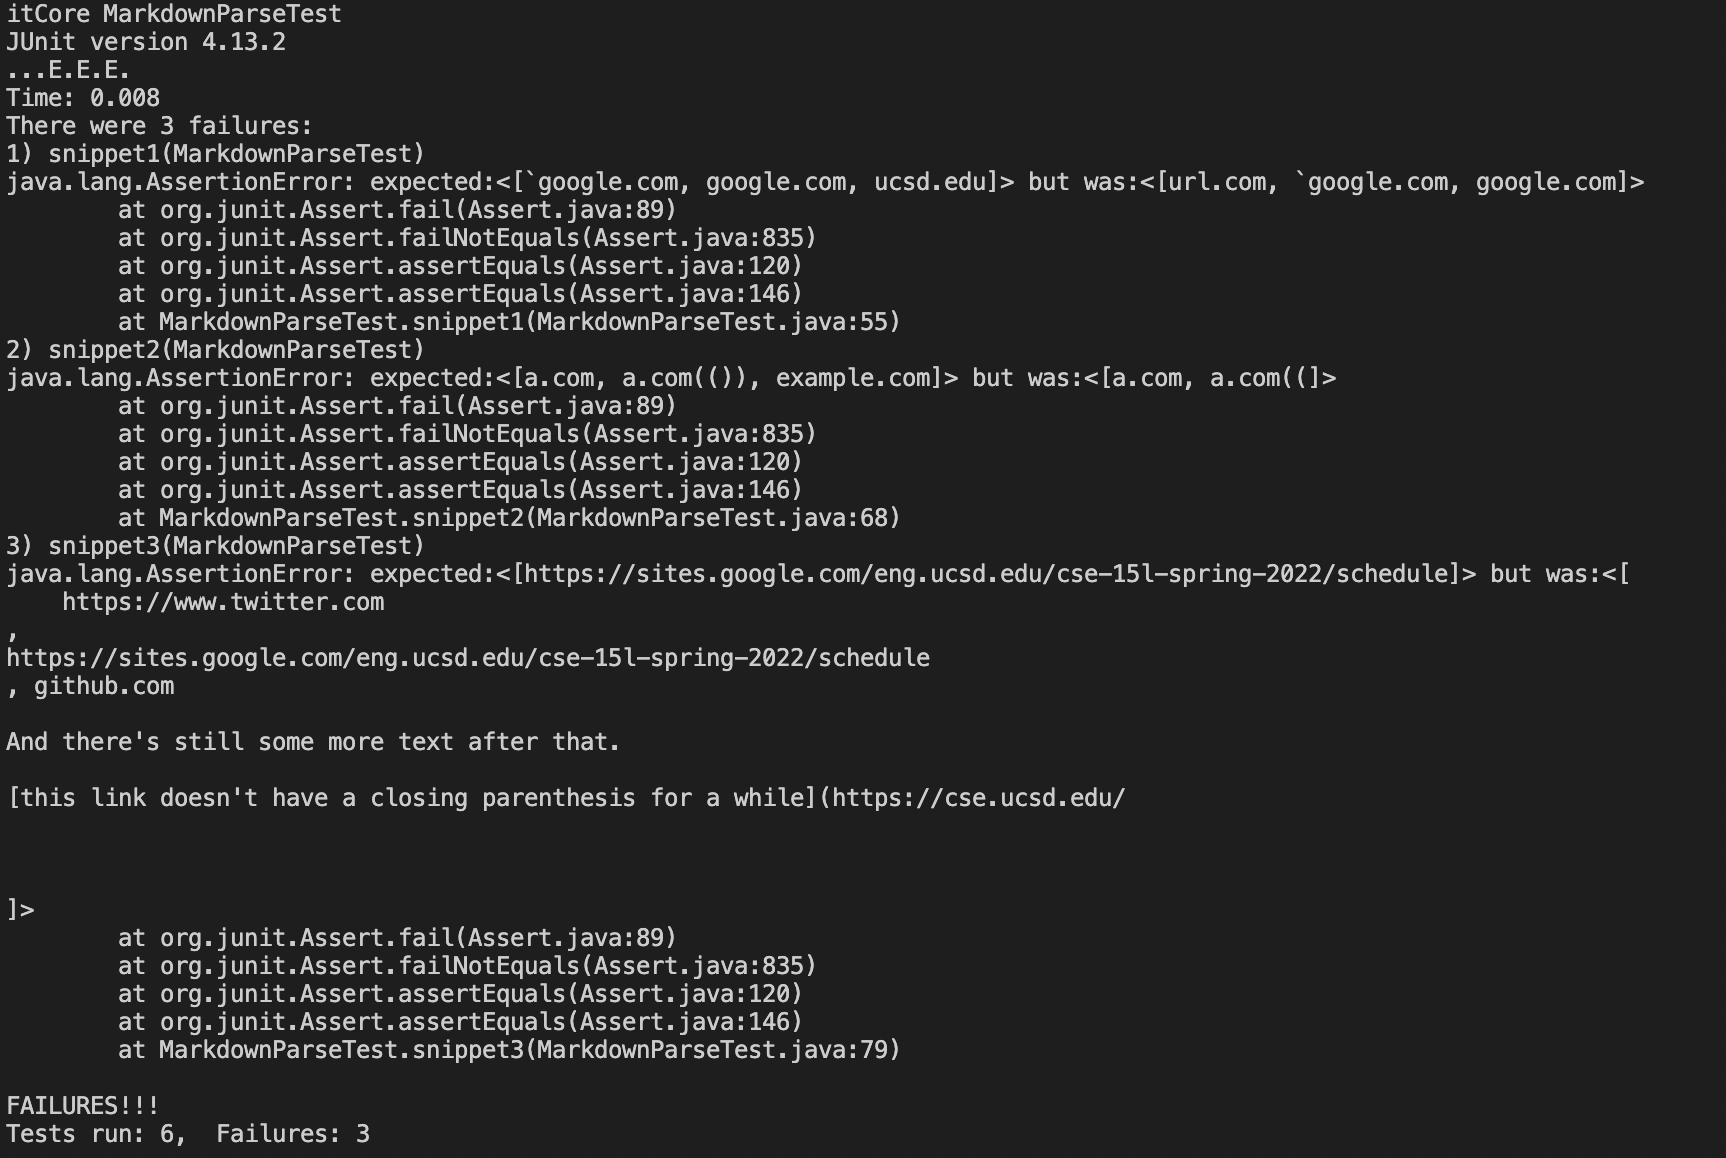 itCore MarkdownParseTest
JUnit version 4.13.2
...E.E.E.
Time: 0.008
There were 3 failures:
1) snippet1(MarkdownParseTest)
java.lang.AssertionError: expected:<[`google.com, google.com, ucsd.edu]> but was:<[url.com, `google.com, google.com]>
        at org.junit.Assert.fail(Assert.java:89)
        at org.junit.Assert.failNotEquals(Assert.java:835)
        at org.junit.Assert.assertEquals(Assert.java:120)
        at org.junit.Assert.assertEquals(Assert.java:146)
        at MarkdownParseTest.snippet1(MarkdownParseTest.java:55)
2) snippet2(MarkdownParseTest)
java.lang.AssertionError: expected:<[a.com, a.com(()), example.com]> but was:<[a.com, a.com((]>
        at org.junit.Assert.fail(Assert.java:89)
        at org.junit.Assert.failNotEquals(Assert.java:835)
        at org.junit.Assert.assertEquals(Assert.java:120)
        at org.junit.Assert.assertEquals(Assert.java:146)
        at MarkdownParseTest.snippet2(MarkdownParseTest.java:68)
3) snippet3(MarkdownParseTest)
java.lang.AssertionError: expected:<[https://sites.google.com/eng.ucsd.edu/cse-15l-spring-2022/schedule]> but was:<[
    https://www.twitter.com
,
https://sites.google.com/eng.ucsd.edu/cse-15l-spring-2022/schedule
, github.com

And there's still some more text after that.

[this link doesn't have a closing parenthesis for a while](https://cse.ucsd.edu/



]>
        at org.junit.Assert.fail(Assert.java:89)
        at org.junit.Assert.failNotEquals(Assert.java:835)
        at org.junit.Assert.assertEquals(Assert.java:120)
        at org.junit.Assert.assertEquals(Assert.java:146)
        at MarkdownParseTest.snippet3(MarkdownParseTest.java:79)

FAILURES!!!
Tests run: 6,  Failures: 3